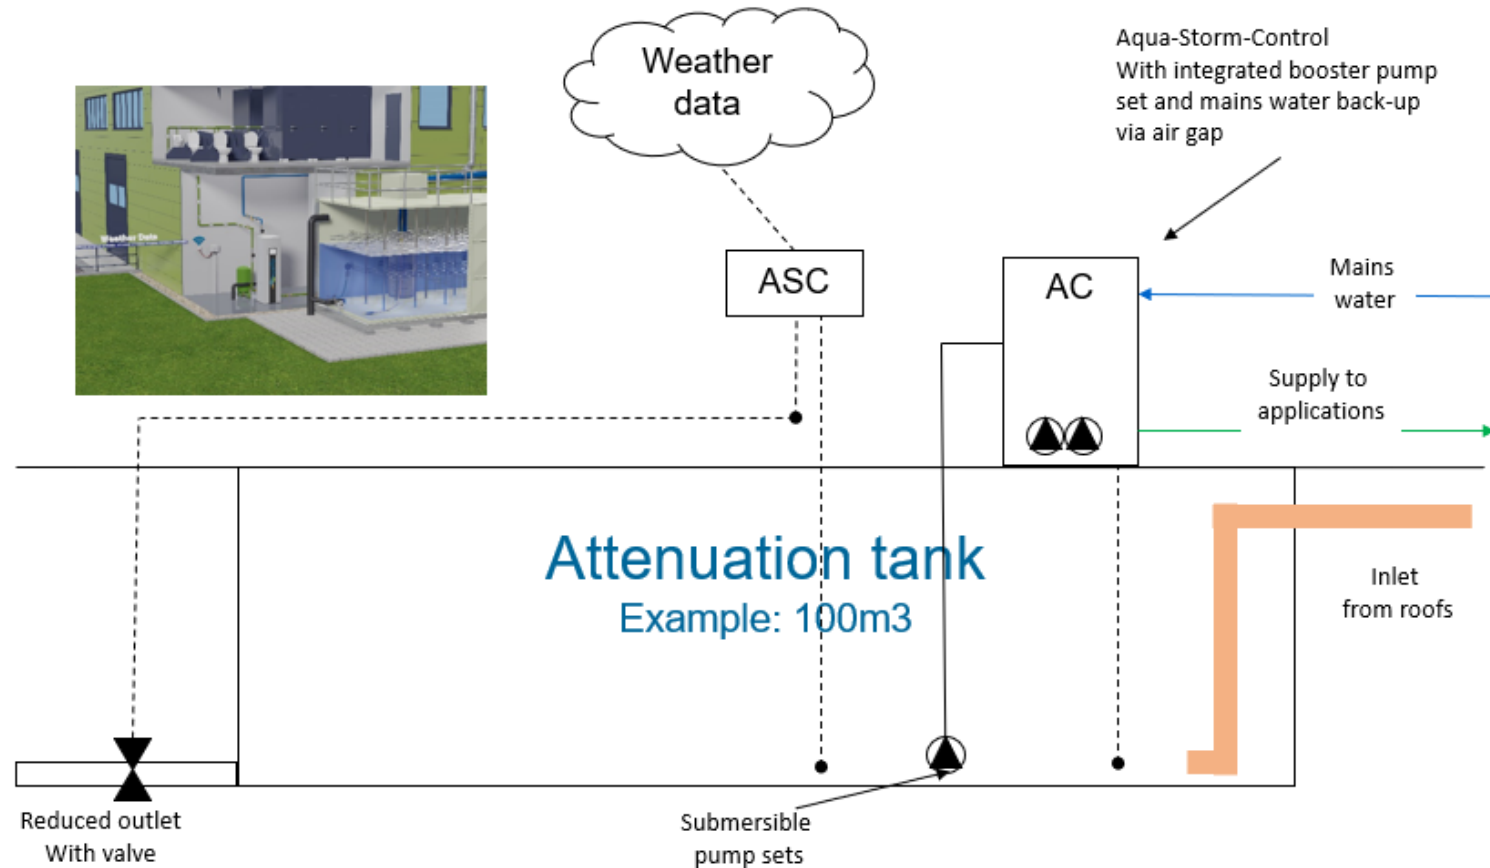 Weather
data
Aqua-Storm-Control
With integrated booster pump
set and mains water back-up
via air gap
Weather Data
ASC
AC
Mains
water
Supply to
applications
Attenuation tank
Example: 100m3
Inlet
from roofs
Reduced outlet
With valve
Submersible
pump sets